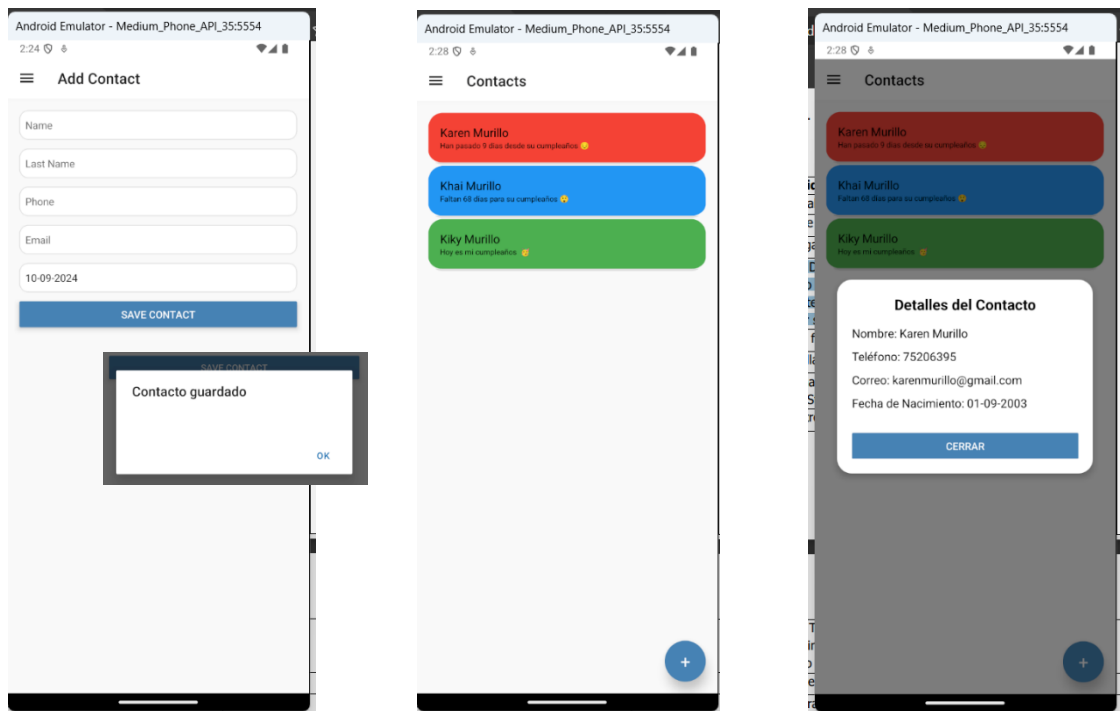 Android Emulator - Medium_Phone_API_35:5554
2:24
Add Contact
Name
Last Name
Phone
Email
10-09-2024
SAVE CONTACT
SAVE CONTACT
Contacto guardado
OK
Android Emulator - Medium_Phone_API_35:5554
2:28
Contacts
Karen Murillo
Han pasado 9 dias desde su cumpleaños 😞
Khai Murillo
Faltan 68 dias para su cumpleaños 😲
Kiky Murillo
Hoy es mi cumpleaños 🥳
+
Android Emulator - Medium_Phone_API_35:5554
2:28
Contacts
Karen Murillo
Han pasado 9 dias desde su cumpleaños 😞
Khai Murillo
Faltan 68 dias para su cumpleaños 😲
Kiky Murillo
Hoy es mi cumpleaños 🥳
Detalles del Contacto
Nombre: Karen Murillo
Teléfono: 75206395
Correo: karenmurillo@gmail.com
Fecha de Nacimiento: 01-09-2003
CERRAR
+